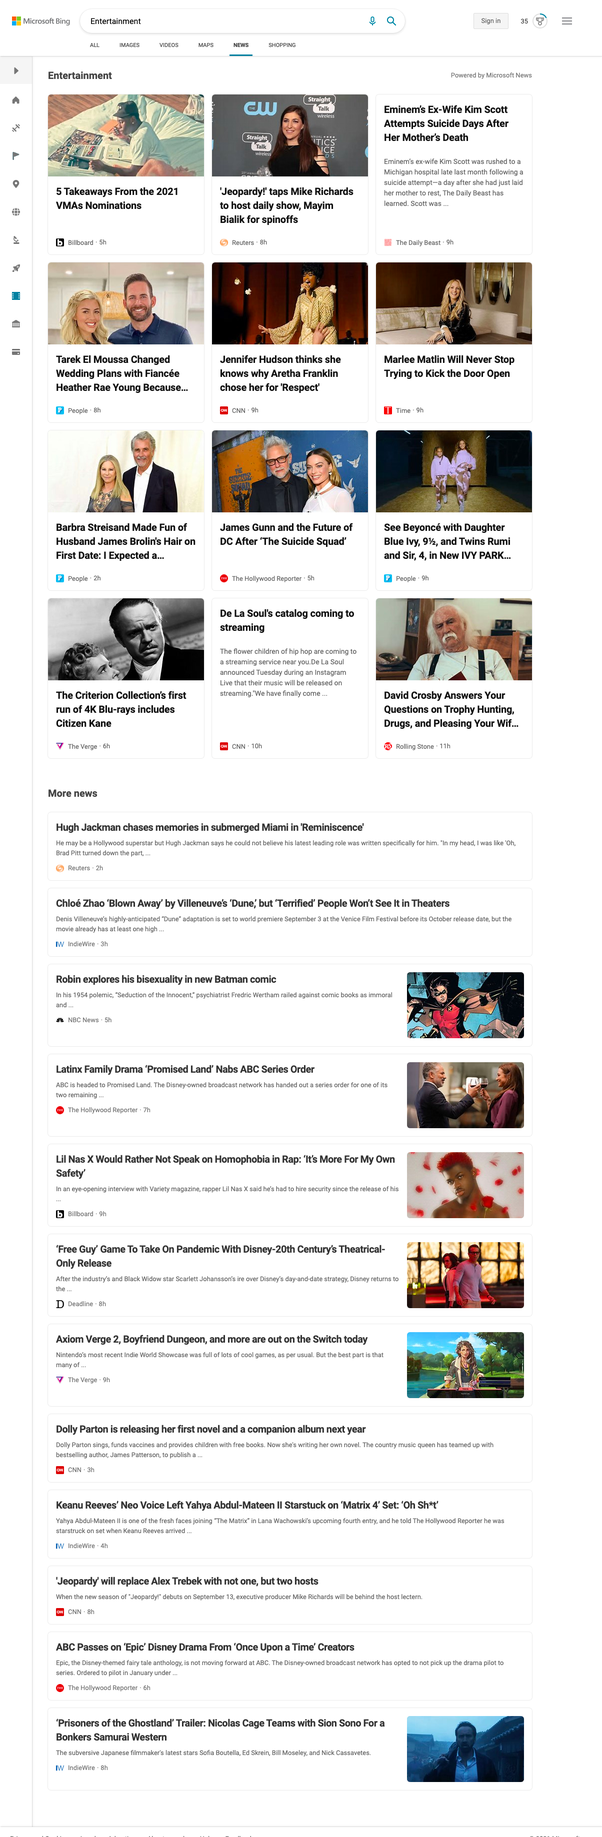 Microsoft Bing
Entertainment
Sign in
35
ALL
IMAGES
VIDEOS
MAPS
NEWS
SHOPPING
Entertainment
Powered by Microsoft News
CW
Straight Talk wireless
Straight Talk wireless
5 Takeaways From the 2021
VMAs Nominations
Billboard · 5h
'Jeopardy!' taps Mike Richards
to host daily show, Mayim
Bialik for spinoffs
Reuters · 8h
Eminem's Ex-Wife Kim Scott
Attempts Suicide Days After
Her Mother's Death
Eminem's ex-wife Kim Scott was rushed to a
Michigan hospital late last month following a
suicide attempt—a day after she had just laid
her mother to rest, The Daily Beast has
learned. Scott was ...
The Daily Beast · 9h
Tarek El Moussa Changed
Wedding Plans with Fiancée
Heather Rae Young Because...
People · 8h
Jennifer Hudson thinks she
knows why Aretha Franklin
chose her for 'Respect'
CNN · 9h
Marlee Matlin Will Never Stop
Trying to Kick the Door Open
Time · 9h
Barbra Streisand Made Fun of
Husband James Brolin's Hair on
First Date: I Expected a...
People · 2h
James Gunn and the Future of
DC After 'The Suicide Squad'
The Hollywood Reporter · 5h
See Beyoncé with Daughter
Blue Ivy, 9½, and Twins Rumi
and Sir, 4, in New IVY PARK...
People · 9h
The Criterion Collection's first
run of 4K Blu-rays includes
Citizen Kane
The Verge · 6h
De La Soul's catalog coming to
streaming
The flower children of hip hop are coming to
a streaming service near you.De La Soul
announced Tuesday during an Instagram
Live that their music will be released on
streaming."We have finally come ...
CNN · 10h
David Crosby Answers Your
Questions on Trophy Hunting,
Drugs, and Pleasing Your Wif...
Rolling Stone · 11h
More news
Hugh Jackman chases memories in submerged Miami in 'Reminiscence'
He may be a Hollywood superstar but Hugh Jackman says he could not believe his latest leading role was written specifically for him. "In my head, I was like 'Oh,
Brad Pitt turned down the part, ...
Reuters · 2h
Chloé Zhao 'Blown Away' by Villeneuve's 'Dune,' but 'Terrified' People Won't See It in Theaters
Denis Villeneuve's highly-anticipated "Dune" adaptation is set to world premiere September 3 at the Venice Film Festival before its October release date, but the
movie already has at least one high ...
IndieWire · 3h
Robin explores his bisexuality in new Batman comic
In his 1954 polemic, "Seduction of the Innocent," psychiatrist Fredric Wertham railed against comic books as immoral
and ...
NBC News · 5h
Latinx Family Drama 'Promised Land' Nabs ABC Series Order
ABC is headed to Promised Land. The Disney-owned broadcast network has handed out a series order for one of its
two remaining ...
The Hollywood Reporter · 7h
Lil Nas X Would Rather Not Speak on Homophobia in Rap: 'It's More For My Own
Safety'
In an eye-opening interview with Variety magazine, rapper Lil Nas X said he's had to hire security since the release of his
...
Billboard · 9h
'Free Guy' Game To Take On Pandemic With Disney-20th Century's Theatrical-
Only Release
After the industry's and Black Widow star Scarlett Johansson's ire over Disney's day-and-date strategy, Disney returns to
the ...
Deadline · 8h
Axiom Verge 2, Boyfriend Dungeon, and more are out on the Switch today
Nintendo's most recent Indie World Showcase was full of lots of cool games, as per usual. But the best part is that
many of ...
The Verge · 9h
Dolly Parton is releasing her first novel and a companion album next year
Dolly Parton sings, funds vaccines and provides children with free books. Now she's writing her own novel. The country music queen has teamed up with
bestselling author, James Patterson, to publish a ...
CNN · 3h
Keanu Reeves' Neo Voice Left Yahya Abdul-Mateen II Starstuck on 'Matrix 4' Set: 'Oh Sh*t'
Yahya Abdul-Mateen II is one of the fresh faces joining "The Matrix" in Lana Wachowski's upcoming fourth entry, and he told The Hollywood Reporter he was
starstruck on set when Keanu Reeves arrived ...
IndieWire · 4h
'Jeopardy' will replace Alex Trebek with not one, but two hosts
When the new season of "Jeopardy!" debuts on September 13, executive producer Mike Richards will be behind the host lectern.
CNN · 8h
ABC Passes on 'Epic' Disney Drama From 'Once Upon a Time' Creators
Epic, the Disney-themed fairy tale anthology, is not moving forward at ABC. The Disney-owned broadcast network has opted to not pick up the drama pilot to
series. Ordered to pilot in January under ...
The Hollywood Reporter · 6h
'Prisoners of the Ghostland' Trailer: Nicolas Cage Teams with Sion Sono For a
Bonkers Samurai Western
The subversive Japanese filmmaker's latest stars Sofia Boutella, Ed Skrein, Bill Moseley, and Nick Cassavetes.
IndieWire · 8h